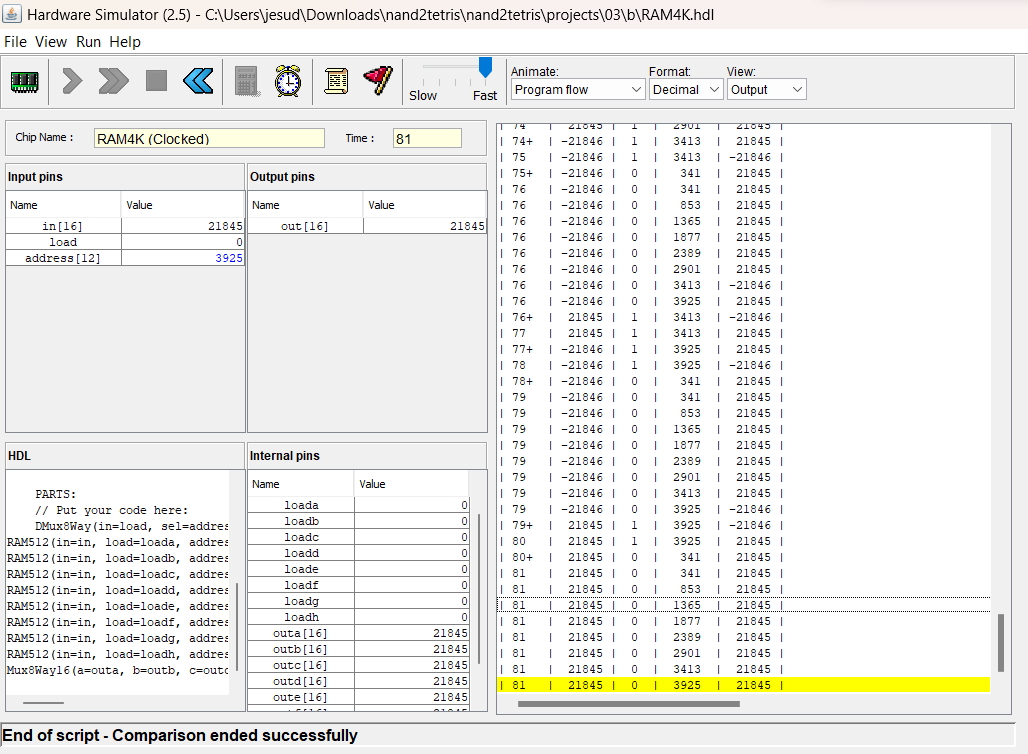 Hardware Simulator (2.5) - C:\Users\jesud\Downloads\nand2tetris\nand2tetris\projects\03\b\RAM4K.hdl
File View Run Help
Slow Fast
Animate: Format: View:
Program flow Decimal Output
Chip Name : RAM4K (Clocked) Time : 81
Input pins
Name Value
in[16] 21845
load 0
address[12] 3925
Output pins
Name Value
out[16] 21845
HDL
PARTS:
// Put your code here:
DMux8Way(in=load, sel=addres
RAM512(in=in, load=loada, addres
RAM512(in=in, load=loadb, addres
RAM512(in=in, load=loadc, addres
RAM512(in=in, load=loadd, addres
RAM512(in=in, load=loade, addres
RAM512(in=in, load=loadf, addres
RAM512(in=in, load=loadg, addres
RAM512(in=in, load=loadh, addres
Mux8Way16(a=outa, b=outb, c=outc
Internal pins
Name Value
loada 0
loadb 0
loadc 0
loadd 0
loade 0
loadf 0
loadg 0
loadh 0
outa[16] 21845
outb[16] 21845
outc[16] 21845
outd[16] 21845
oute[16] 21845
| 74 | 21845 | 1 | 2901 | 21845 |
| 74+ | -21846 | 1 | 3413 | 21845 |
| 75 | -21846 | 1 | 3413 | -21846 |
| 75+ | -21846 | 0 | 341 | 21845 |
| 76 | -21846 | 0 | 341 | 21845 |
| 76 | -21846 | 0 | 853 | 21845 |
| 76 | -21846 | 0 | 1365 | 21845 |
| 76 | -21846 | 0 | 1877 | 21845 |
| 76 | -21846 | 0 | 2389 | 21845 |
| 76 | -21846 | 0 | 2901 | 21845 |
| 76 | -21846 | 0 | 3413 | -21846 |
| 76 | -21846 | 0 | 3925 | 21845 |
| 76+ | 21845 | 1 | 3413 | -21846 |
| 77 | 21845 | 1 | 3413 | 21845 |
| 77+ | -21846 | 1 | 3925 | 21845 |
| 78 | -21846 | 1 | 3925 | -21846 |
| 78+ | -21846 | 0 | 341 | 21845 |
| 79 | -21846 | 0 | 341 | 21845 |
| 79 | -21846 | 0 | 853 | 21845 |
| 79 | -21846 | 0 | 1365 | 21845 |
| 79 | -21846 | 0 | 1877 | 21845 |
| 79 | -21846 | 0 | 2389 | 21845 |
| 79 | -21846 | 0 | 2901 | 21845 |
| 79 | -21846 | 0 | 3413 | 21845 |
| 79 | -21846 | 0 | 3925 | -21846 |
| 79+ | 21845 | 1 | 3925 | -21846 |
| 80 | 21845 | 1 | 3925 | 21845 |
| 80+ | 21845 | 0 | 341 | 21845 |
| 81 | 21845 | 0 | 341 | 21845 |
| 81 | 21845 | 0 | 853 | 21845 |
| 81 | 21845 | 0 | 1365 | 21845 |
| 81 | 21845 | 0 | 1877 | 21845 |
| 81 | 21845 | 0 | 2389 | 21845 |
| 81 | 21845 | 0 | 2901 | 21845 |
| 81 | 21845 | 0 | 3413 | 21845 |
| 81 | 21845 | 0 | 3925 | 21845 |
End of script - Comparison ended successfully